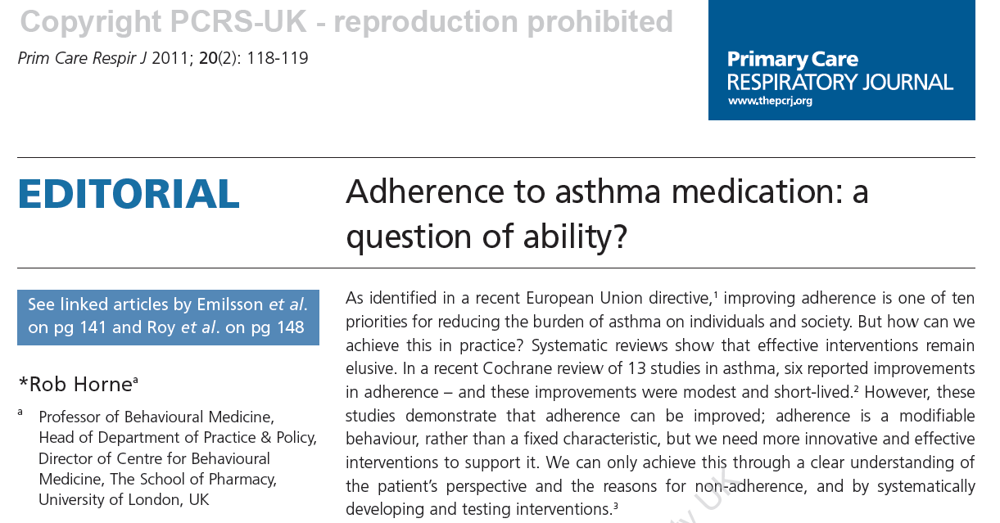 Copyright PCRS-UK - reproduction prohibited
Prim Care Respir J 2011; 20(2): 118-119
Primary Care
RESPIRATORY JOURNAL
www.thepcrj.org
EDITORIAL
Adherence to asthma medication: a
question of ability?
See linked articles by Emilsson et al.
on pg 141 and Roy et al. on pg 148
*Rob Horneᵃ
ᵃ Professor of Behavioural Medicine,
Head of Department of Practice & Policy,
Director of Centre for Behavioural
Medicine, The School of Pharmacy,
University of London, UK
As identified in a recent European Union directive,¹ improving adherence is one of ten
priorities for reducing the burden of asthma on individuals and society. But how can we
achieve this in practice? Systematic reviews show that effective interventions remain
elusive. In a recent Cochrane review of 13 studies in asthma, six reported improvements
in adherence – and these improvements were modest and short-lived.² However, these
studies demonstrate that adherence can be improved; adherence is a modifiable
behaviour, rather than a fixed characteristic, but we need more innovative and effective
interventions to support it. We can only achieve this through a clear understanding of
the patient's perspective and the reasons for non-adherence, and by systematically
developing and testing interventions.³
UK